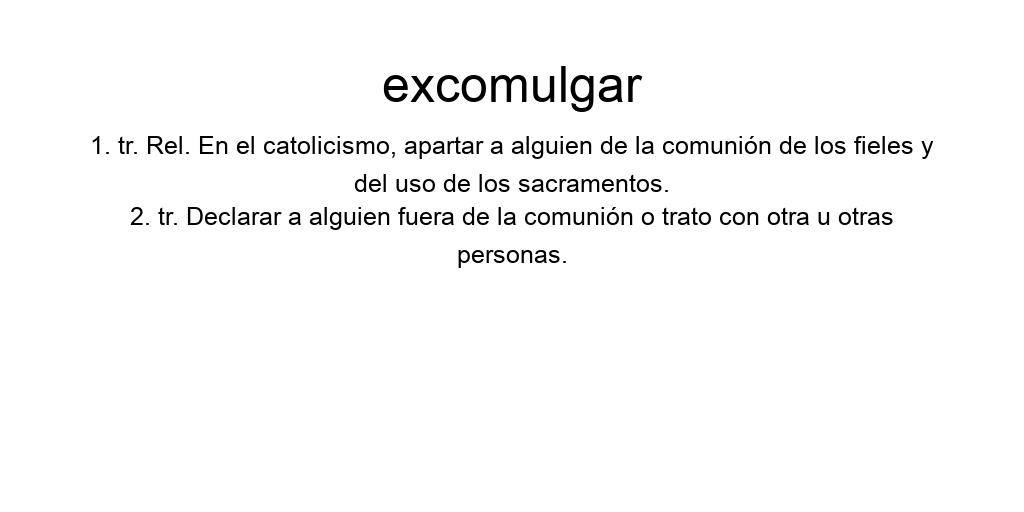 excomulgar
1. tr. Rel. En el catolicismo, apartar a alguien de la comunión de los fieles y
del uso de los sacramentos.
2. tr. Declarar a alguien fuera de la comunión o trato con otra u otras
personas.